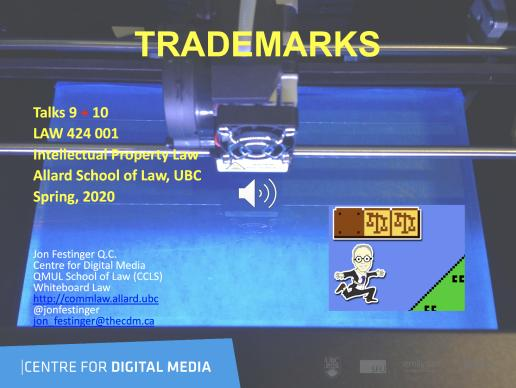 TRADEMARKS
Talks 9 • 10
LAW 424 001
Intellectual Property Law
Allard School of Law, UBC
Spring, 2020
Jon Festinger Q.C.
Centre for Digital Media
QMUL School of Law (CCLS)
Whiteboard Law
http://commlaw.allard.ubc
@jonfestinger
jon_festinger@thecdm.ca
CENTRE FOR DIGITAL MEDIA
UBC
SFU